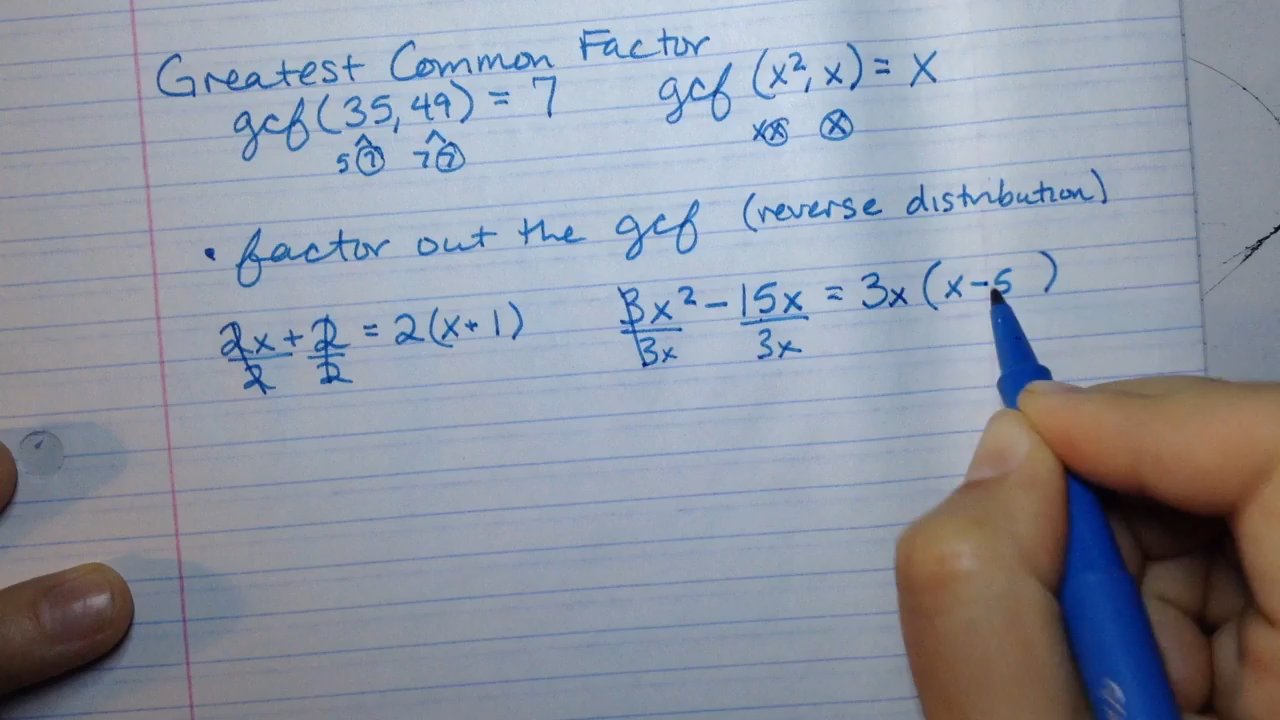 Greatest Common Factor
gcf (35, 49) = 7 gcf (x², x) = x
5 7 7 7 x x x
• factor out the gcf (reverse distribution)
2x + 2 = 2(x + 1) 3x² - 15x = 3x (x - 5 )
2 2 3x 3x